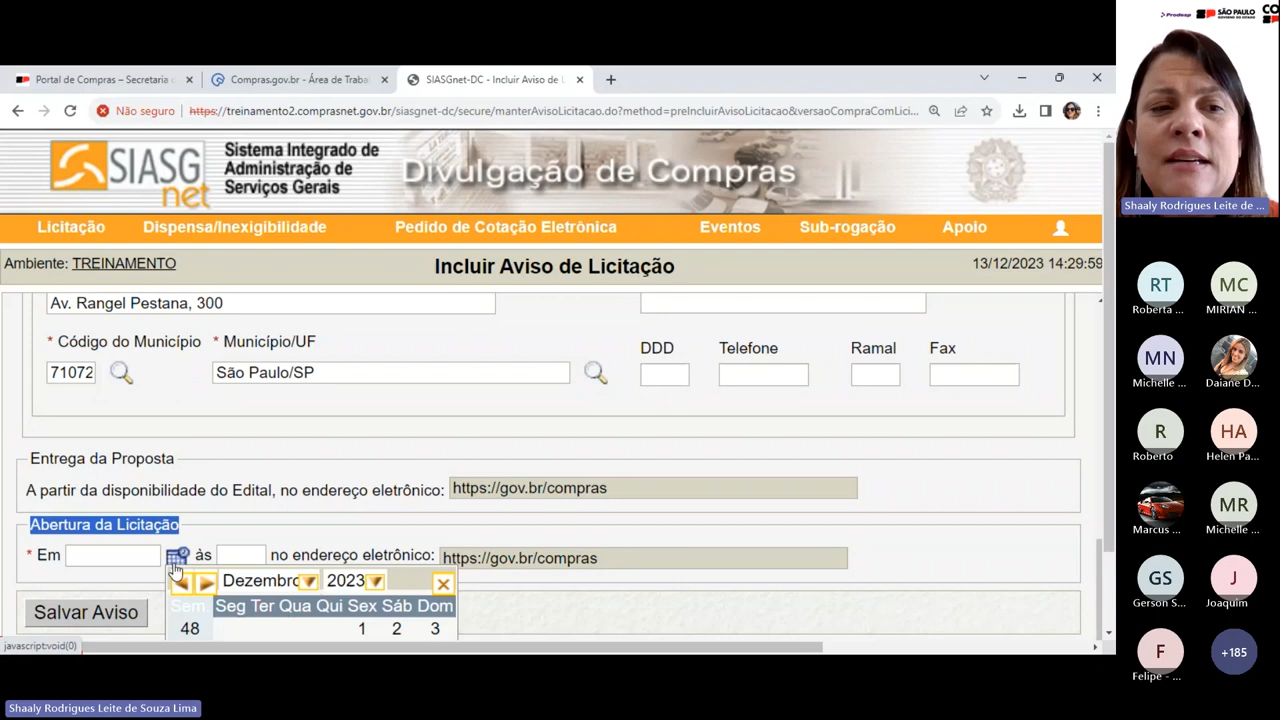 Prodesp SÃO PAULO GOVERNO DO ESTADO
Portal de Compras – Secretaria
Compras.gov.br - Área de Traba
SIASGnet-DC - Incluir Aviso de L
Não seguro
https://treinamento2.comprasnet.gov.br/siasgnet-dc/secure/manterAvisoLicitacao.do?method=preIncluirAvisoLicitacao&versaoCompraComLici...
SIASG net
Sistema Integrado de
Administração de
Serviços Gerais
Divulgação de Compras
Licitação Dispensa/Inexigibilidade Pedido de Cotação Eletrônica Eventos Sub-rogação Apoio
Ambiente: TREINAMENTO
Incluir Aviso de Licitação
13/12/2023 14:29:59
Av. Rangel Pestana, 300
* Código do Município * Município/UF
DDD Telefone Ramal Fax
71072 São Paulo/SP
Entrega da Proposta
A partir da disponibilidade do Edital, no endereço eletrônico: https://gov.br/compras
Abertura da Licitação
* Em às no endereço eletrônico: https://gov.br/compras
Dezembro 2023
Sem Seg Ter Qua Qui Sex Sáb Dom
48 1 2 3
Salvar Aviso
javascript:void(0)
Shaaly Rodrigues Leite de ...
RT MC
Roberta ... MIRIAN ...
MN
Michelle ... Daiane D...
R HA
Roberto Helen Pa...
MR
Marcus ... Michelle ...
GS J
Gerson S... Joaquim
F +185
Felipe - ...
Shaaly Rodrigues Leite de Souza Lima